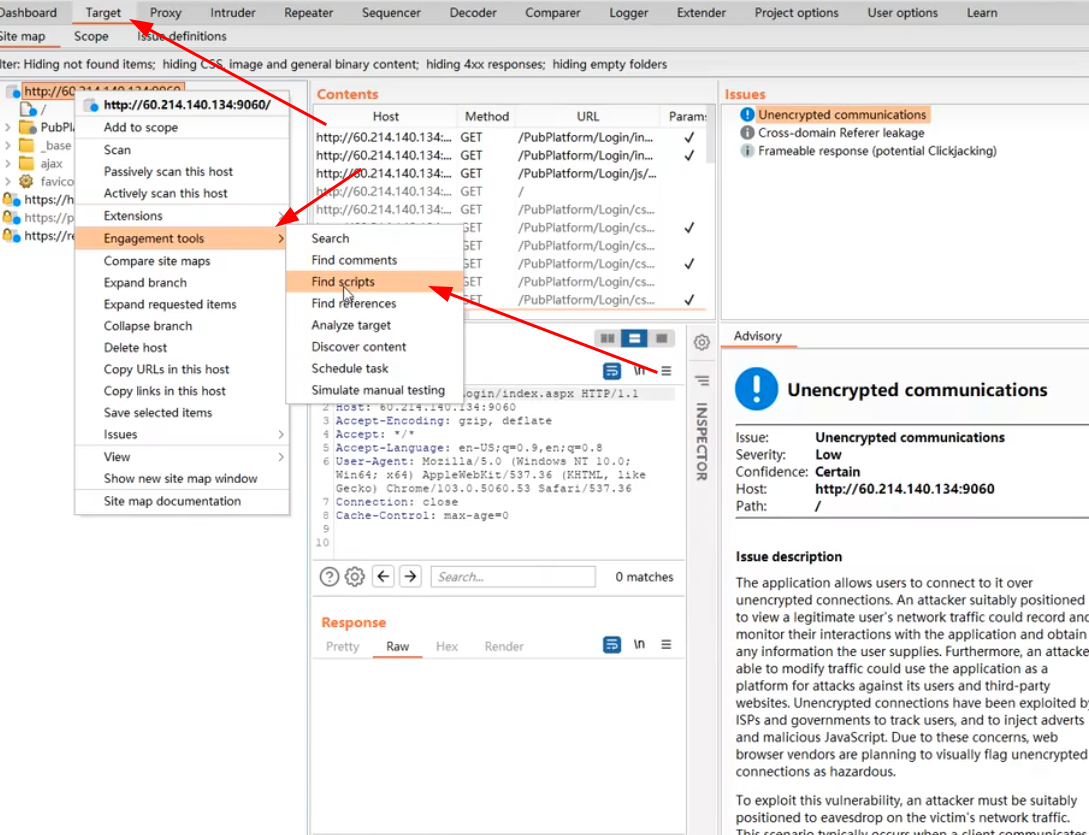 Dashboard Target Proxy Intruder Repeater Sequencer Decoder Comparer Logger Extender Project options User options Learn
Site map Scope Issue definitions
lter: Hiding not found items; hiding CSS, image and general binary content; hiding 4xx responses; hiding empty folders
http://60.214.140.134:9060
/
PubPl
_base
ajax
favico
https://h
https://p
https://re
http://60.214.140.134:9060/
Add to scope
Scan
Passively scan this host
Actively scan this host
Extensions
Engagement tools
Compare site maps
Expand branch
Expand requested items
Collapse branch
Delete host
Copy URLs in this host
Copy links in this host
Save selected items
Issues
View
Show new site map window
Site map documentation
Search
Find comments
Find scripts
Find references
Analyze target
Discover content
Schedule task
Simulate manual testing
Contents
Host Method URL Params
http://60.214.140.134:... GET /PubPlatform/Login/in... ✓
http://60.214.140.134:... GET /PubPlatform/Login/in... ✓
http://60.214.140.134:... GET /PubPlatform/Login/js/...
http://60.214.140.134:... GET /
http://60.214.140.134:... GET /PubPlatform/Login/cs...
GET /PubPlatform/Login/cs... ✓
GET /PubPlatform/Login/cs...
GET /PubPlatform/Login/cs... ✓
GET /PubPlatform/Login/cs...
GET /PubPlatform/Login/cs... ✓
\n
ogin/index.aspx HTTP/1.1
2 Host: 60.214.140.134:9060
3 Accept-Encoding: gzip, deflate
4 Accept: */*
5 Accept-Language: en-US;q=0.9,en;q=0.8
6 User-Agent: Mozilla/5.0 (Windows NT 10.0;
Win64; x64) AppleWebKit/537.36 (KHTML, like
Gecko) Chrome/103.0.5060.53 Safari/537.36
7 Connection: close
8 Cache-Control: max-age=0
9
10
Search... 0 matches
Response
Pretty Raw Hex Render \n
INSPECTOR
Issues
Unencrypted communications
Cross-domain Referer leakage
Frameable response (potential Clickjacking)
Advisory
Unencrypted communications
Issue: Unencrypted communications
Severity: Low
Confidence: Certain
Host: http://60.214.140.134:9060
Path: /
Issue description
The application allows users to connect to it over
unencrypted connections. An attacker suitably positioned
to view a legitimate user's network traffic could record and
monitor their interactions with the application and obtain
any information the user supplies. Furthermore, an attacke
able to modify traffic could use the application as a
platform for attacks against its users and third-party
websites. Unencrypted connections have been exploited by
ISPs and governments to track users, and to inject adverts
and malicious JavaScript. Due to these concerns, web
browser vendors are planning to visually flag unencrypted
connections as hazardous.
To exploit this vulnerability, an attacker must be suitably
positioned to eavesdrop on the victim's network traffic.
This scenario typically occurs when a client communicates